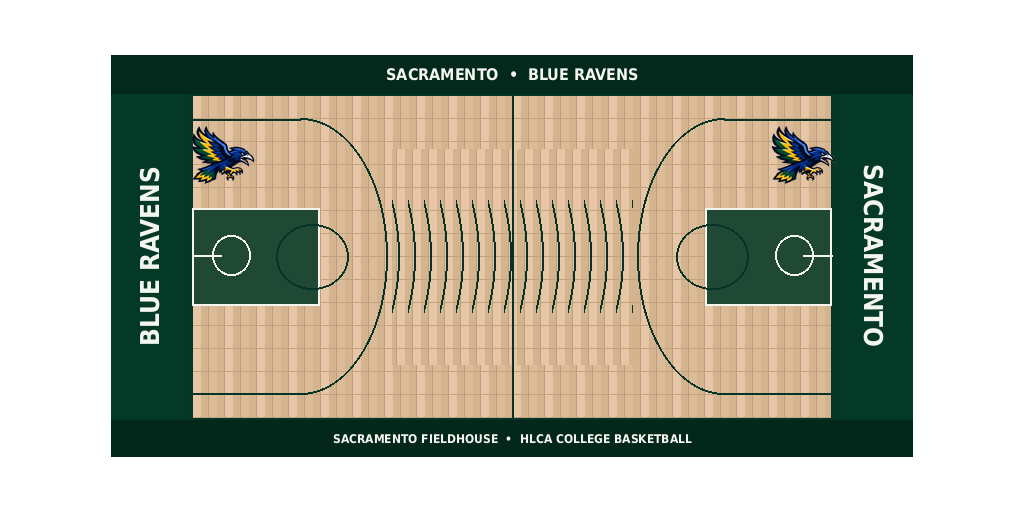 SACRAMENTO • BLUE RAVENS
BLUE RAVENS
SACRAMENTO
SACRAMENTO FIELDHOUSE • HLCA COLLEGE BASKETBALL